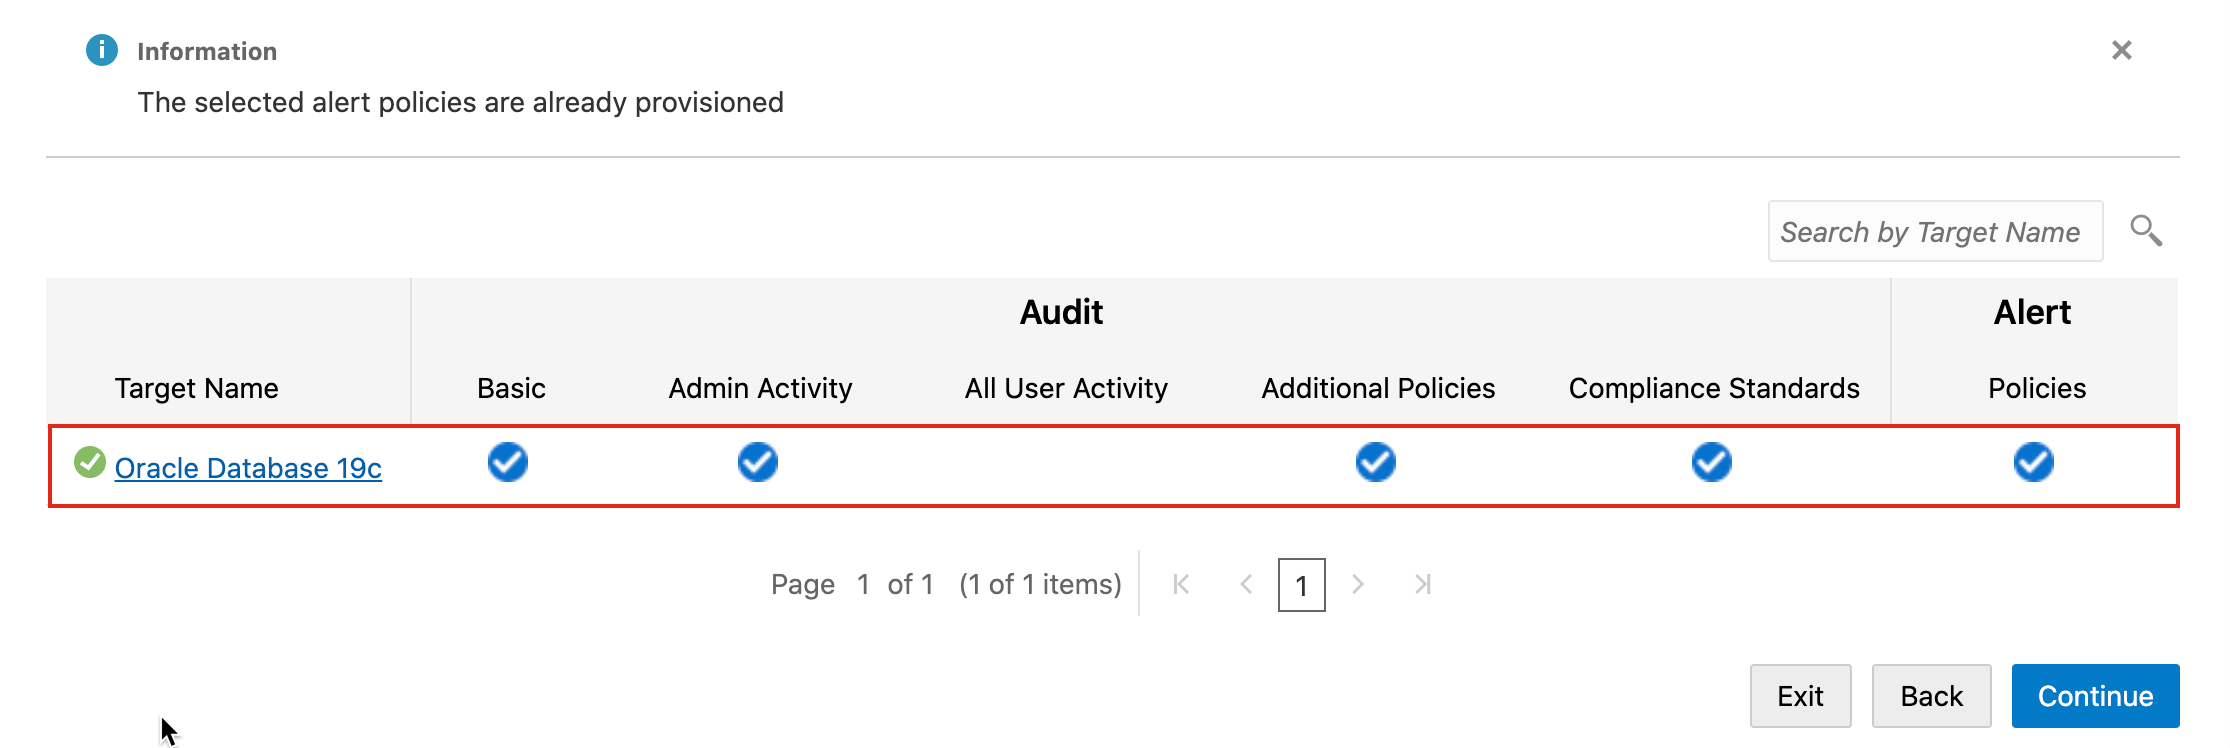 Information
The selected alert policies are already provisioned
Search by Target Name
Audit Alert
Target Name Basic Admin Activity All User Activity Additional Policies Compliance Standards Policies
Oracle Database 19c
Page 1 of 1 (1 of 1 items) 1
Exit Back Continue